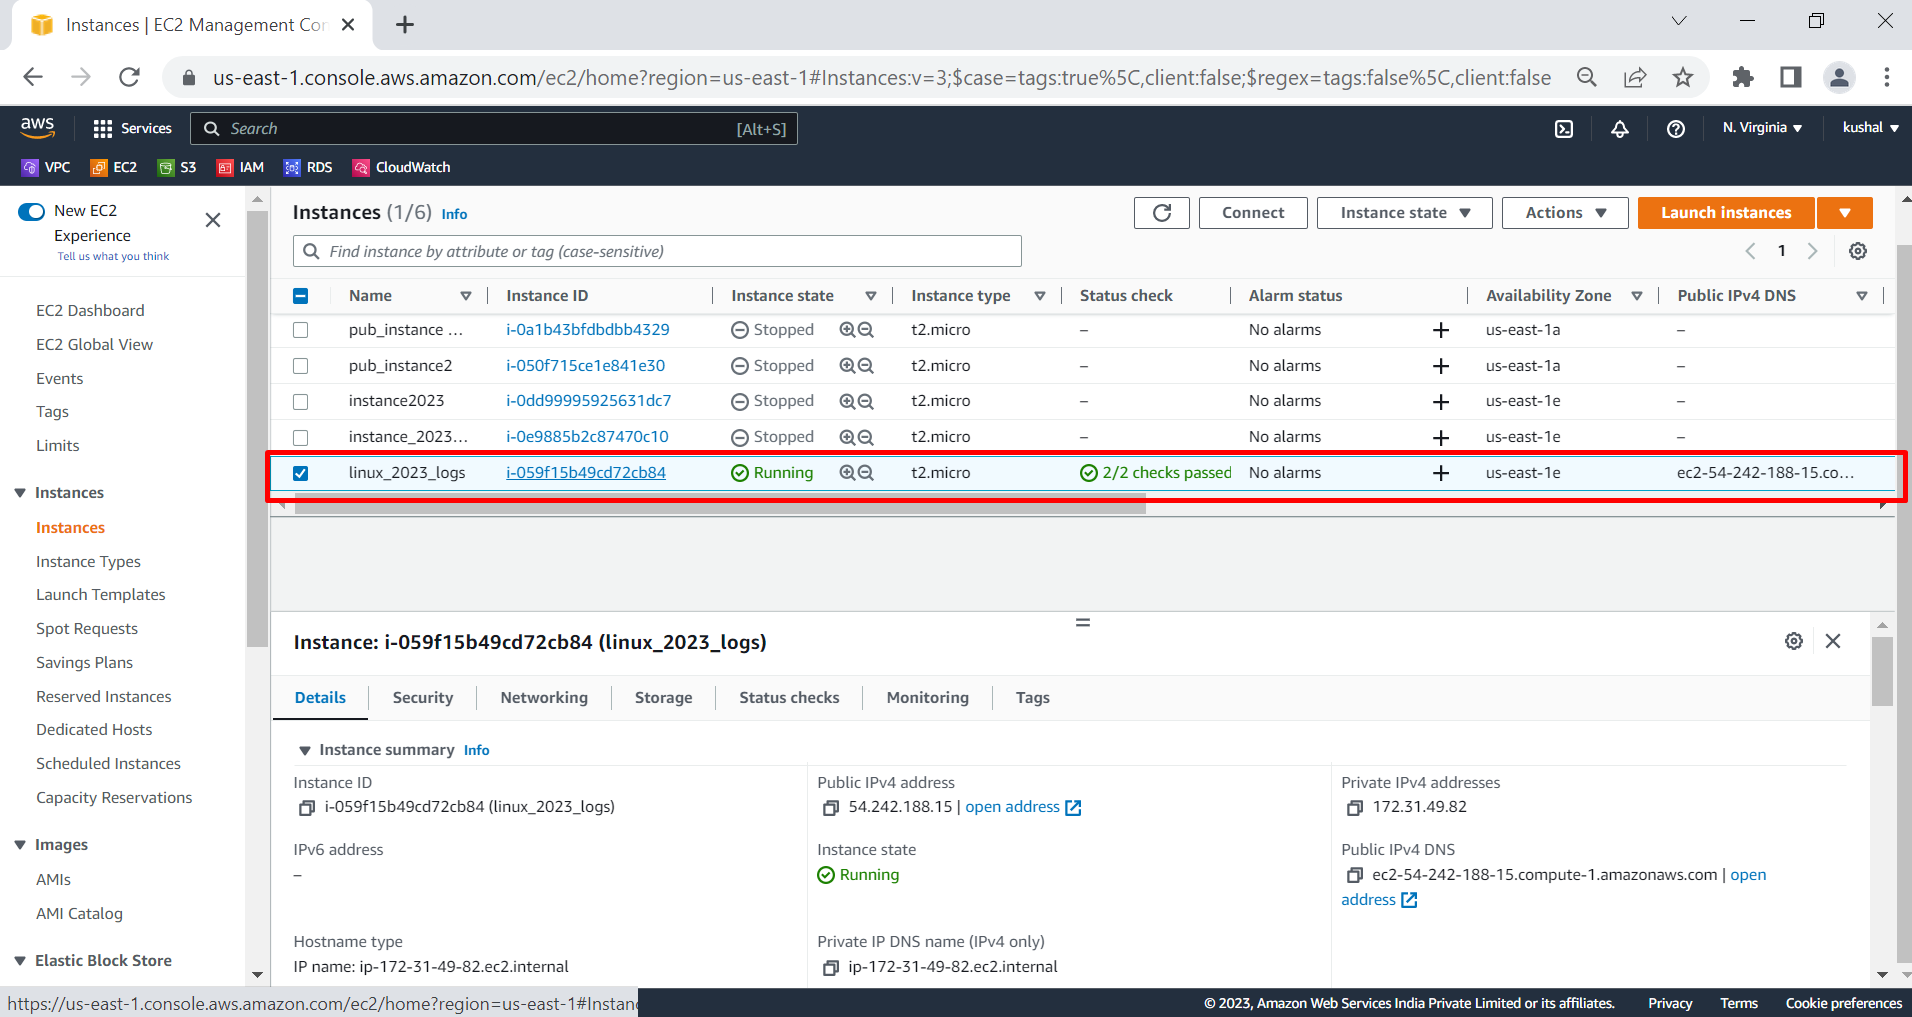 Instances | EC2 Management Con
us-east-1.console.aws.amazon.com/ec2/home?region=us-east-1#Instances:v=3;$case=tags:true%5C,client:false;$regex=tags:false%5C,client:false
aws Services Search [Alt+S] N. Virginia kushal
VPC EC2 S3 IAM RDS CloudWatch
New EC2
Experience
Tell us what you think
EC2 Dashboard
EC2 Global View
Events
Tags
Limits
Instances
Instances
Instance Types
Launch Templates
Spot Requests
Savings Plans
Reserved Instances
Dedicated Hosts
Scheduled Instances
Capacity Reservations
Images
AMIs
AMI Catalog
Elastic Block Store
Instances (1/6) Info Connect Instance state Actions Launch instances
Find instance by attribute or tag (case-sensitive) 1
Name Instance ID Instance state Instance type Status check Alarm status Availability Zone Public IPv4 DNS
pub_instance ... i-0a1b43bfdbdbb4329 Stopped t2.micro – No alarms + us-east-1a –
pub_instance2 i-050f715ce1e841e30 Stopped t2.micro – No alarms + us-east-1a –
instance2023 i-0dd99995925631dc7 Stopped t2.micro – No alarms + us-east-1e –
instance_2023... i-0e9885b2c87470c10 Stopped t2.micro – No alarms + us-east-1e –
linux_2023_logs i-059f15b49cd72cb84 Running t2.micro 2/2 checks passed No alarms + us-east-1e ec2-54-242-188-15.co...
Instance: i-059f15b49cd72cb84 (linux_2023_logs)
Details Security Networking Storage Status checks Monitoring Tags
Instance summary Info
Instance ID
i-059f15b49cd72cb84 (linux_2023_logs)
Public IPv4 address
54.242.188.15 | open address
Private IPv4 addresses
172.31.49.82
IPv6 address
–
Instance state
Running
Public IPv4 DNS
ec2-54-242-188-15.compute-1.amazonaws.com | open
address
Hostname type
IP name: ip-172-31-49-82.ec2.internal
Private IP DNS name (IPv4 only)
ip-172-31-49-82.ec2.internal
https://us-east-1.console.aws.amazon.com/ec2/home?region=us-east-1#Instanc
© 2023, Amazon Web Services India Private Limited or its affiliates. Privacy Terms Cookie preferences